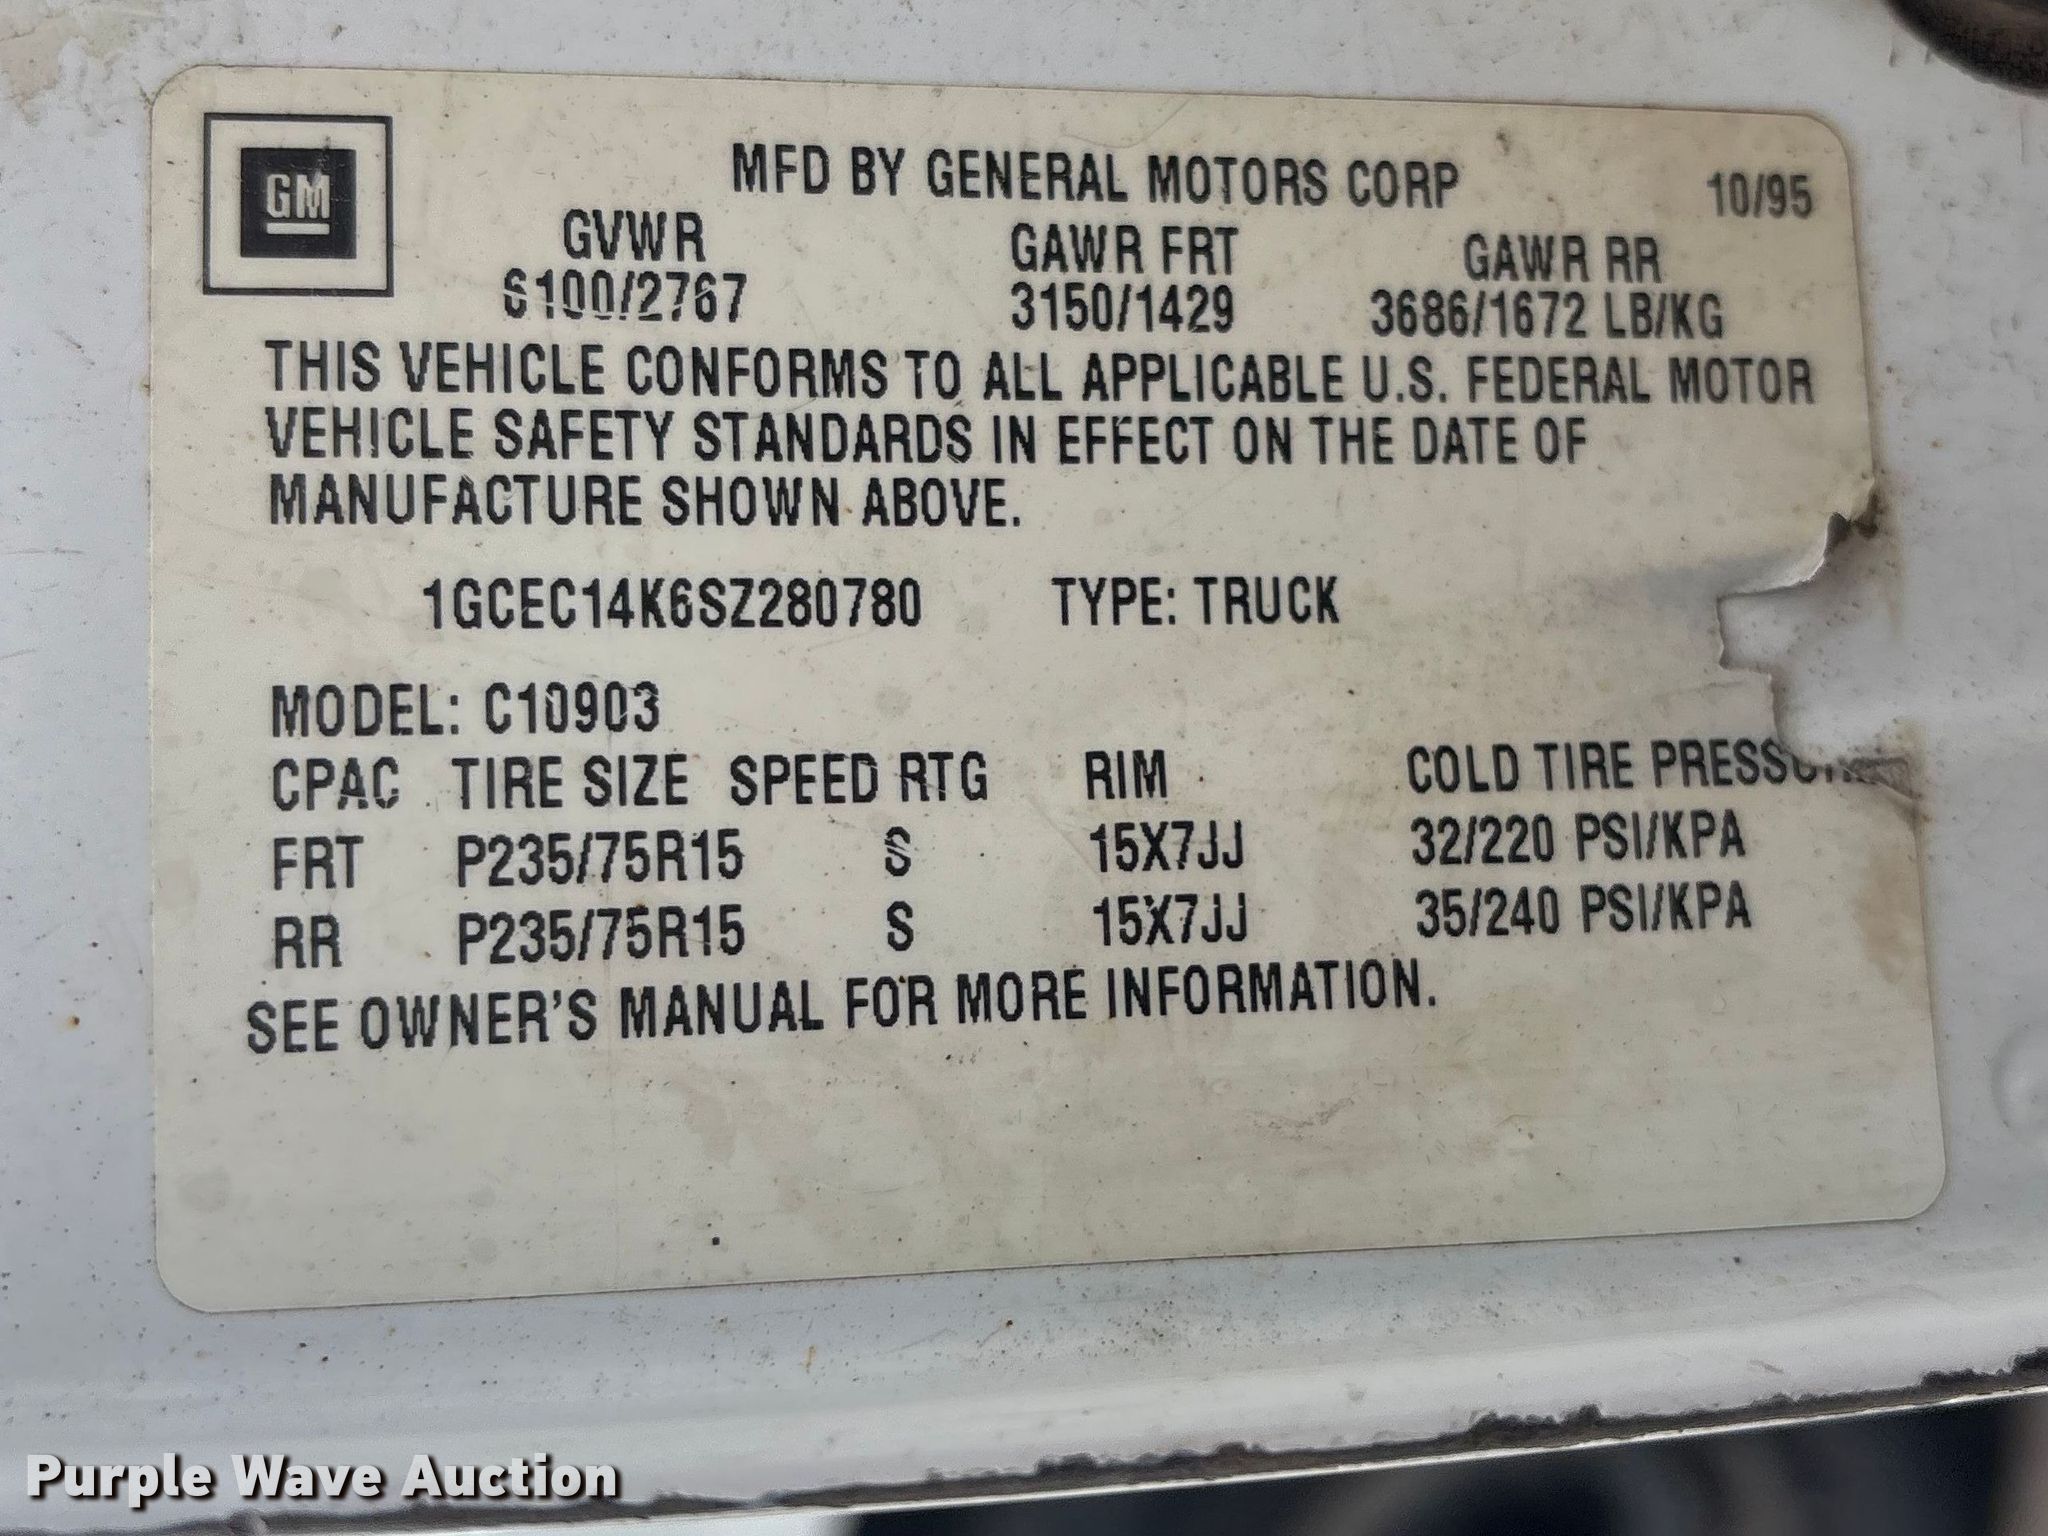 GM
MFD BY GENERAL MOTORS CORP 10/95
GVWR GAWR FRT GAWR RR
6100/2767 3150/1429 3686/1672 LB/KG
THIS VEHICLE CONFORMS TO ALL APPLICABLE U.S. FEDERAL MOTOR
VEHICLE SAFETY STANDARDS IN EFFECT ON THE DATE OF
MANUFACTURE SHOWN ABOVE.
1GCEC14K6SZ280780 TYPE: TRUCK
MODEL: C10903
CPAC TIRE SIZE SPEED RTG RIM COLD TIRE
FRT P235/75R15 S 15X7JJ 32/220 PSI/KPA
RR P235/75R15 S 15X7JJ 35/240 PSI/KPA
SEE OWNER'S MANUAL FOR MORE INFORMATION.
Purple Wave Auction